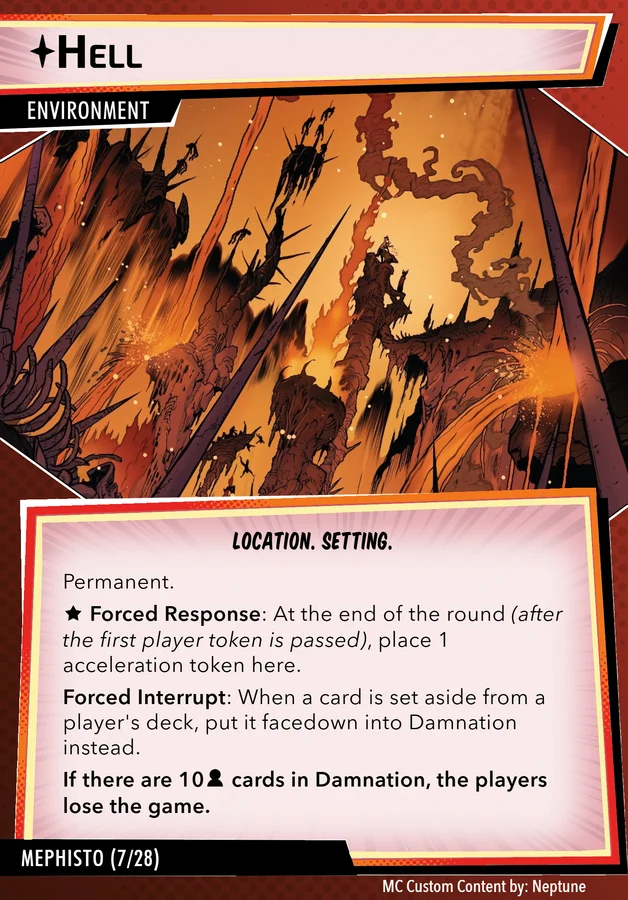 ✦Hell
ENVIRONMENT
LOCATION. SETTING.
Permanent.
★ Forced Response: At the end of the round (after
the first player token is passed), place 1
acceleration token here.
Forced Interrupt: When a card is set aside from a
player's deck, put it facedown into Damnation
instead.
If there are 10👤 cards in Damnation, the players
lose the game.
MEPHISTO (7/28)
MC Custom Content by: Neptune